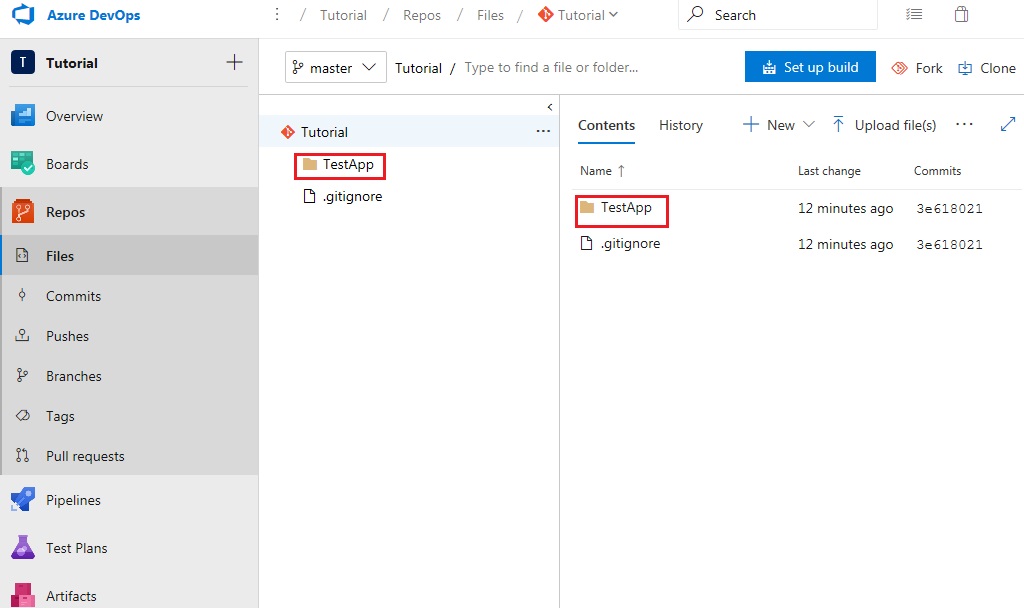 Azure DevOps
/ Tutorial / Repos / Files / Tutorial
Search
T Tutorial
Overview
Boards
Repos
Files
Commits
Pushes
Branches
Tags
Pull requests
Pipelines
Test Plans
Artifacts
master Tutorial / Type to find a file or folder...
Set up build Fork Clone
Tutorial ...
TestApp
.gitignore
Contents History New Upload file(s) ...
Name ↑ Last change Commits
TestApp 12 minutes ago 3e618021
.gitignore 12 minutes ago 3e618021